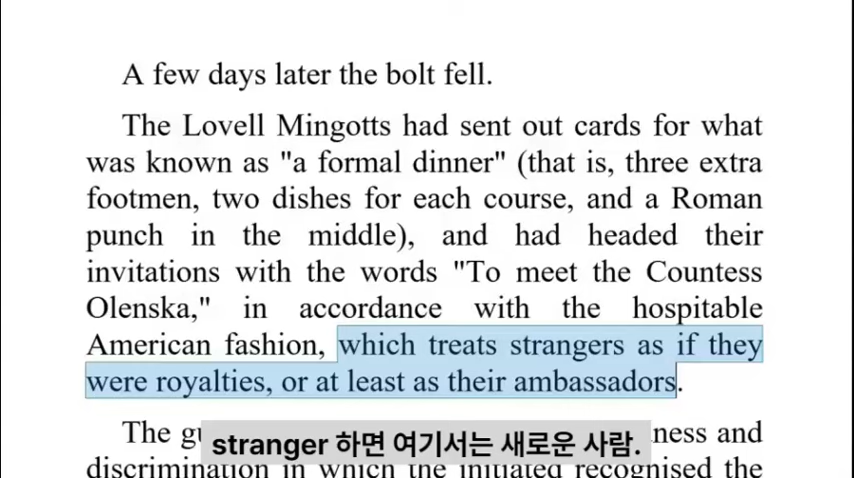 A few days later the bolt fell.
The Lovell Mingotts had sent out cards for what
was known as "a formal dinner" (that is, three extra
footmen, two dishes for each course, and a Roman
punch in the middle), and had headed their
invitations with the words "To meet the Countess
Olenska," in accordance with the hospitable
American fashion, which treats strangers as if they
were royalties, or at least as their ambassadors.
The
stranger 하면 여기서는 새로운 사람.
and
discrimination in which the initiated recognised the